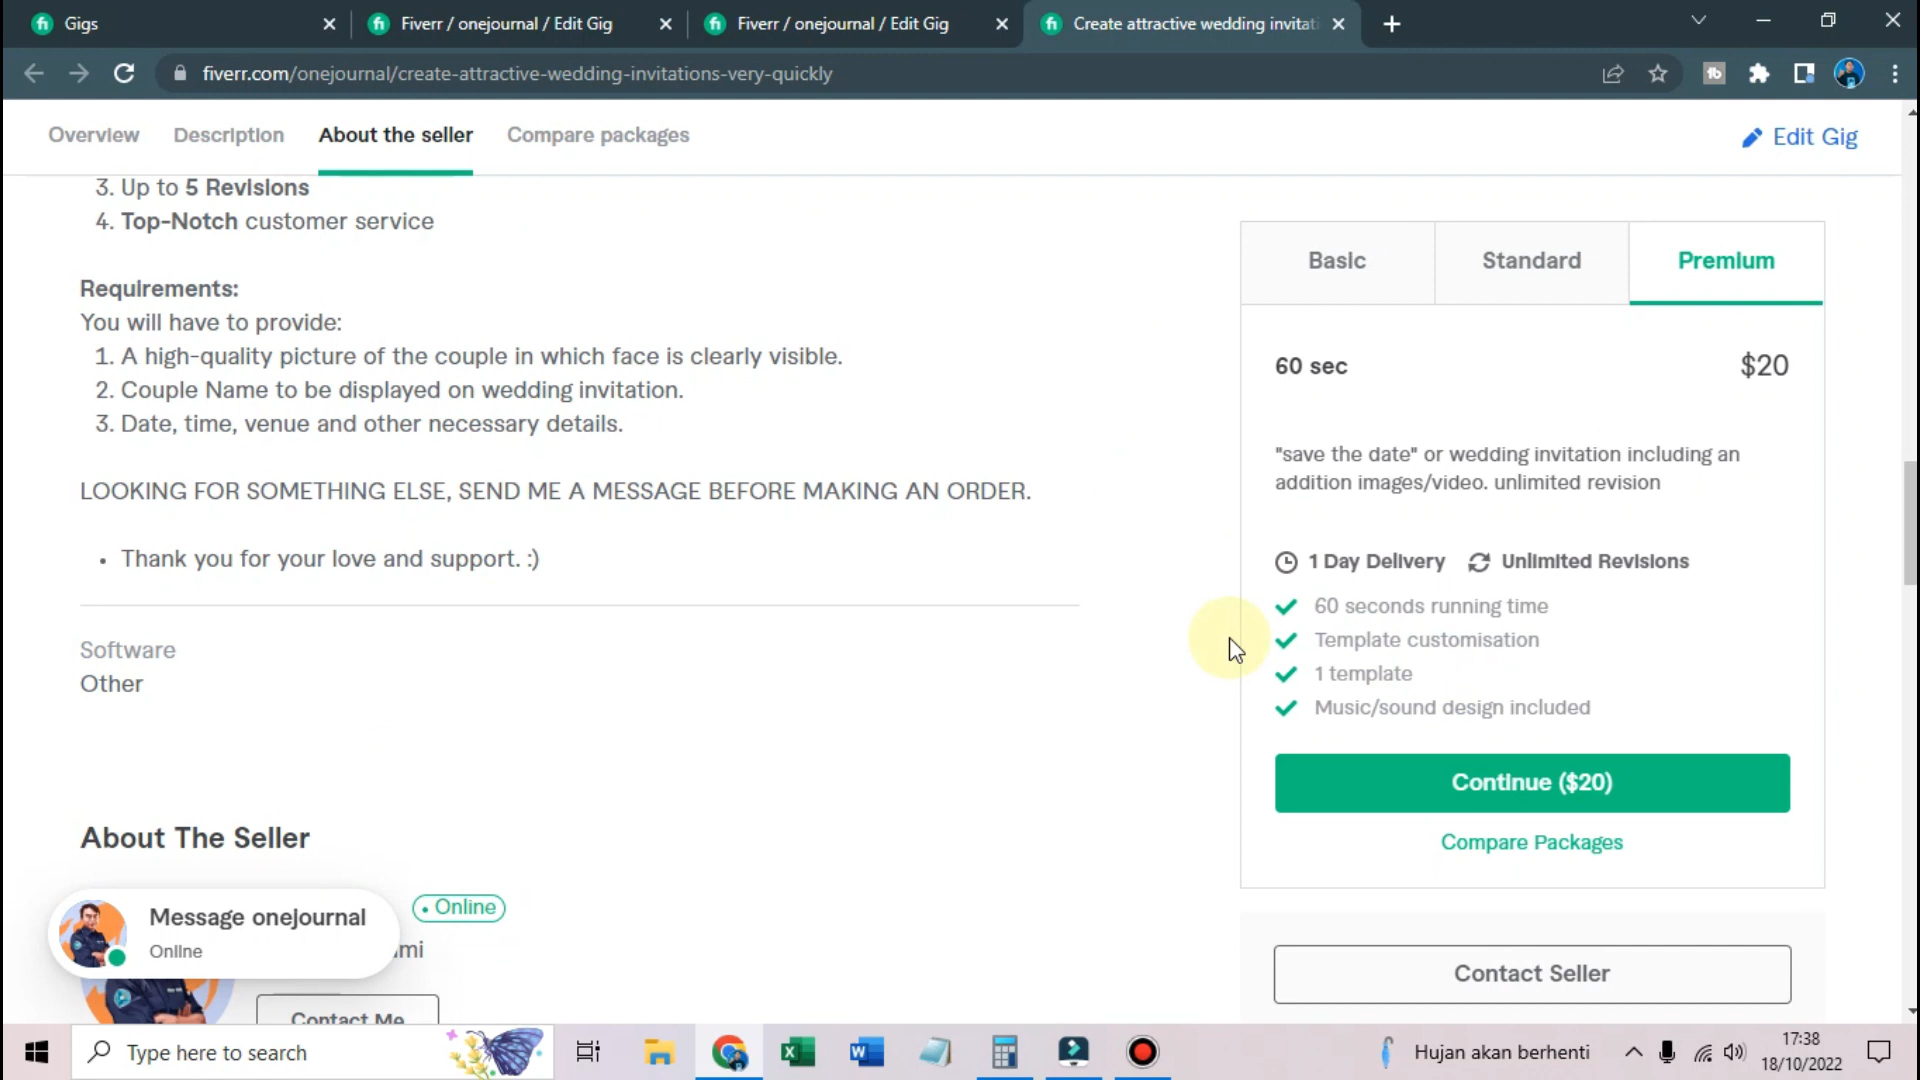 Gigs
Fiverr / onejournal / Edit Gig
Fiverr / onejournal / Edit Gig
Create attractive wedding invitati
fiverr.com/onejournal/create-attractive-wedding-invitations-very-quickly
Overview
Description
About the seller
Compare packages
Edit Gig
3. Up to 5 Revisions
4. Top-Notch customer service
Requirements:
You will have to provide:
1. A high-quality picture of the couple in which face is clearly visible.
2. Couple Name to be displayed on wedding invitation.
3. Date, time, venue and other necessary details.
LOOKING FOR SOMETHING ELSE, SEND ME A MESSAGE BEFORE MAKING AN ORDER.
• Thank you for your love and support. :)
Software
Other
About The Seller
• Online
Message onejournal
Online
mi
Contact Me
Basic
Standard
Premium
60 sec
$20
"save the date" or wedding invitation including an
addition images/video. unlimited revision
1 Day Delivery
Unlimited Revisions
60 seconds running time
Template customisation
1 template
Music/sound design included
Continue ($20)
Compare Packages
Contact Seller
Type here to search
Hujan akan berhenti
17:38
18/10/2022